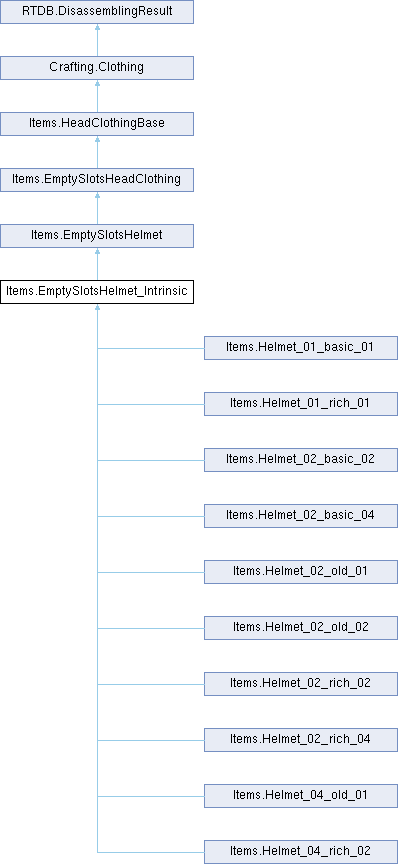 RTDB.DisassemblingResult
Crafting.Clothing
Items.HeadClothingBase
Items.EmptySlotsHeadClothing
Items.EmptySlotsHelmet
Items.EmptySlotsHelmet_Intrinsic
Items.Helmet_01_basic_01
Items.Helmet_01_rich_01
Items.Helmet_02_basic_02
Items.Helmet_02_basic_04
Items.Helmet_02_old_01
Items.Helmet_02_old_02
Items.Helmet_02_rich_02
Items.Helmet_02_rich_04
Items.Helmet_04_old_01
Items.Helmet_04_rich_02